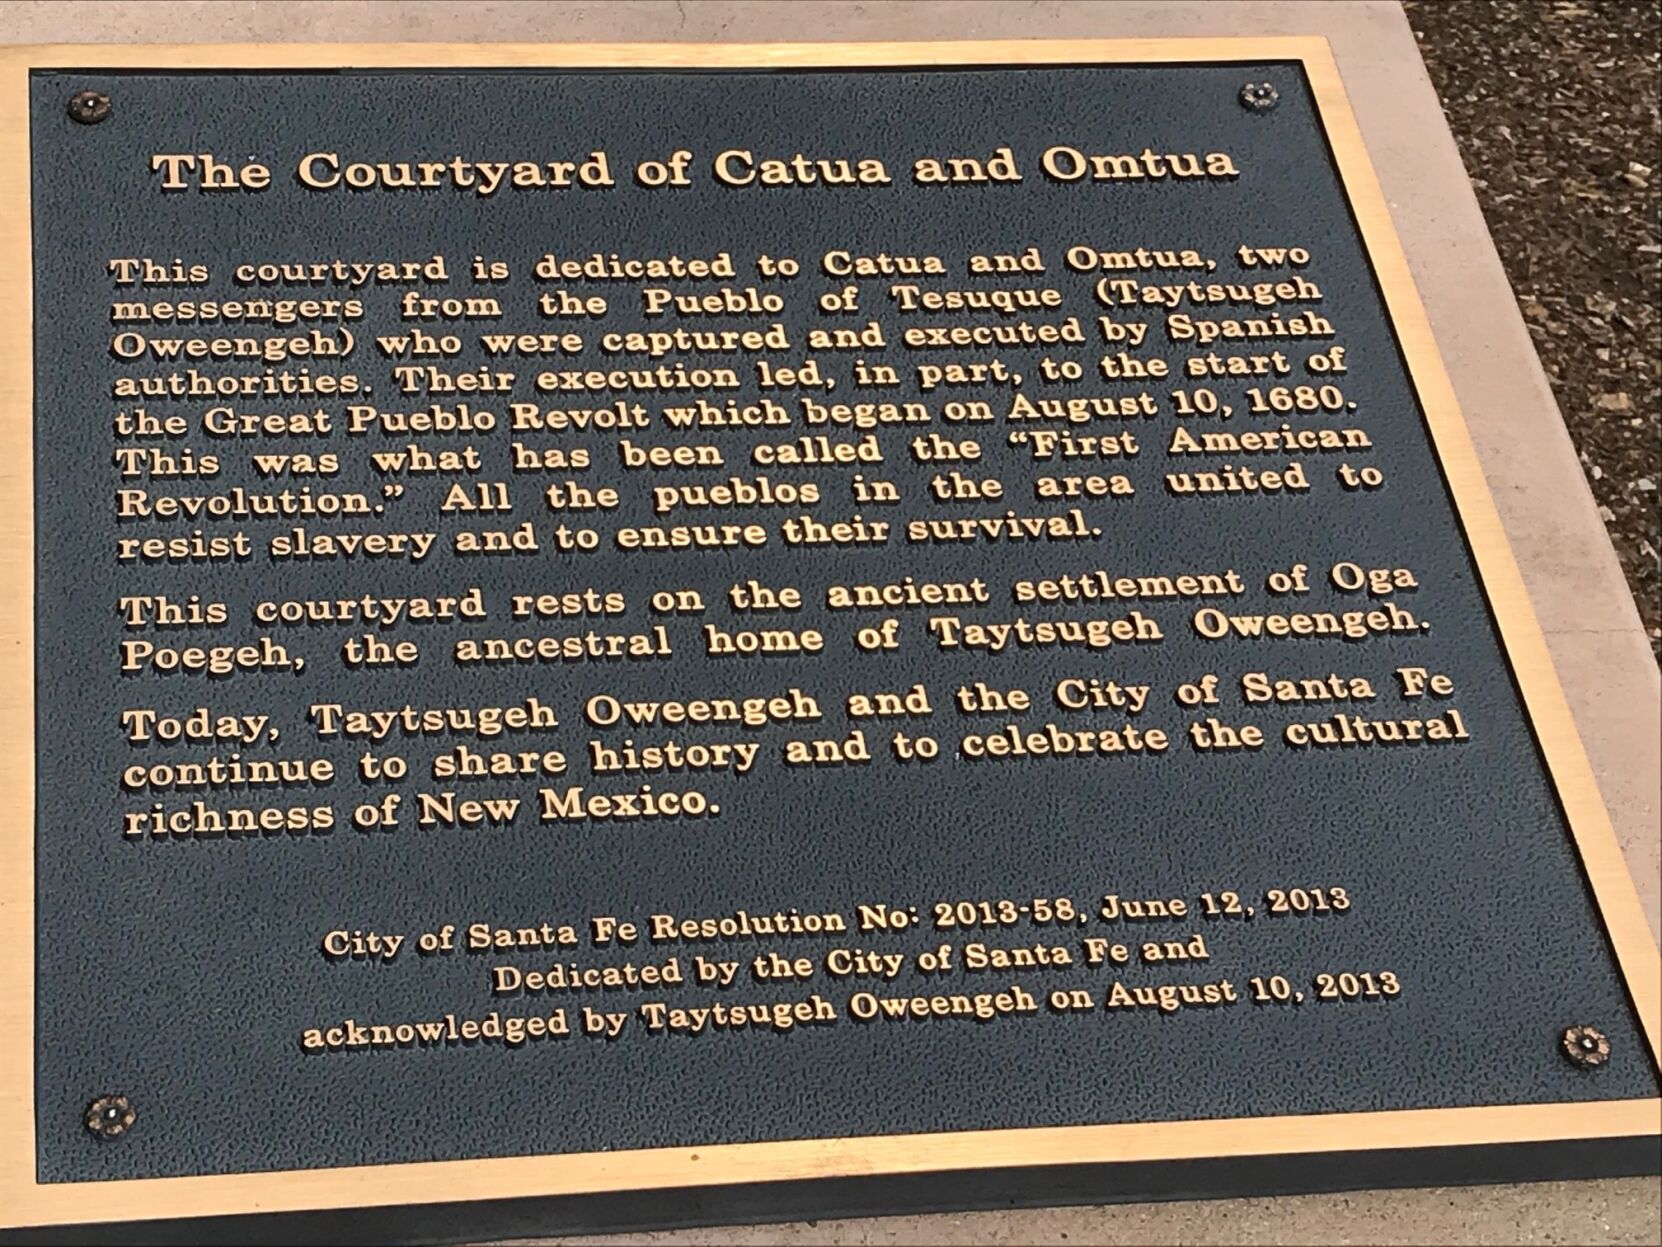 The Courtyard of Catua and Omtua
This courtyard is dedicated to Catua and Omtua, two
messengers from the Pueblo of Tesuque (Taytsugeh
Oweengeh) who were captured and executed by Spanish
authorities. Their execution led, in part, to the start of
the Great Pueblo Revolt which began on August 10, 1680.
This was what has been called the “First American
Revolution.” All the pueblos in the area united to
resist slavery and to ensure their survival.
This courtyard rests on the ancient settlement of Oga
Poegeh, the ancestral home of Taytsugeh Oweengeh.
Today, Taytsugeh Oweengeh and the City of Santa Fe
continue to share history and to celebrate the cultural
richness of New Mexico.
City of Santa Fe Resolution No: 2013-58, June 12, 2013
Dedicated by the City of Santa Fe and
acknowledged by Taytsugeh Oweengeh on August 10, 2013